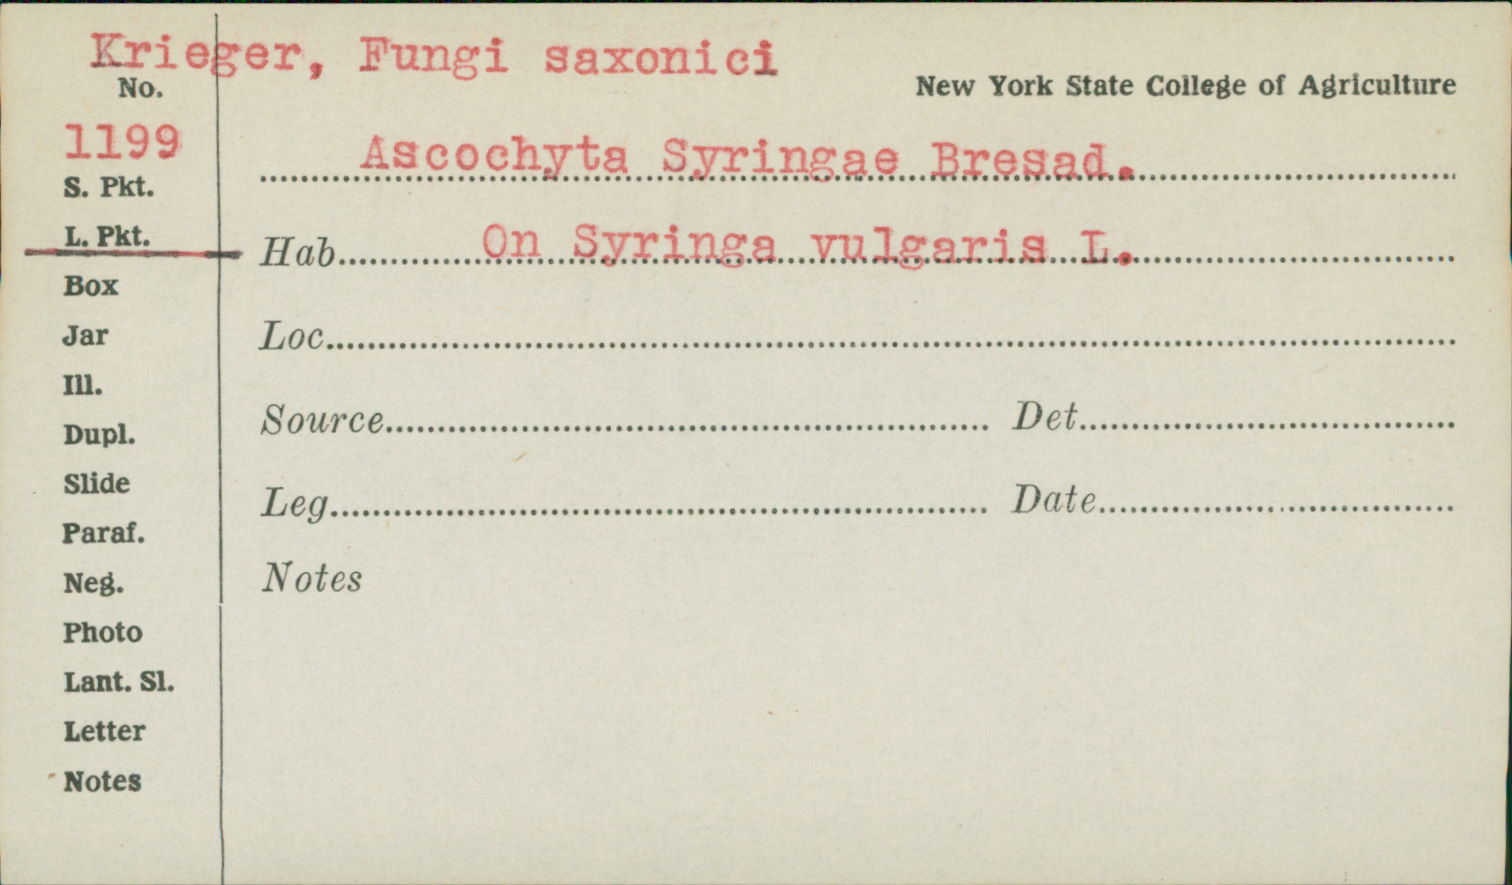 Krieger, Fungi saxonici
No.
New York State College of Agriculture
1199
Ascochyta Syringae Bresad.
S. Pkt.
L. Pkt.
Hab. On Syringa vulgaris L.
Box
Jar
Loc.
Ill.
Source Det.
Dupl.
Slide
Leg. Date
Paraf.
Neg.
Notes
Photo
Lant. Sl.
Letter
Notes